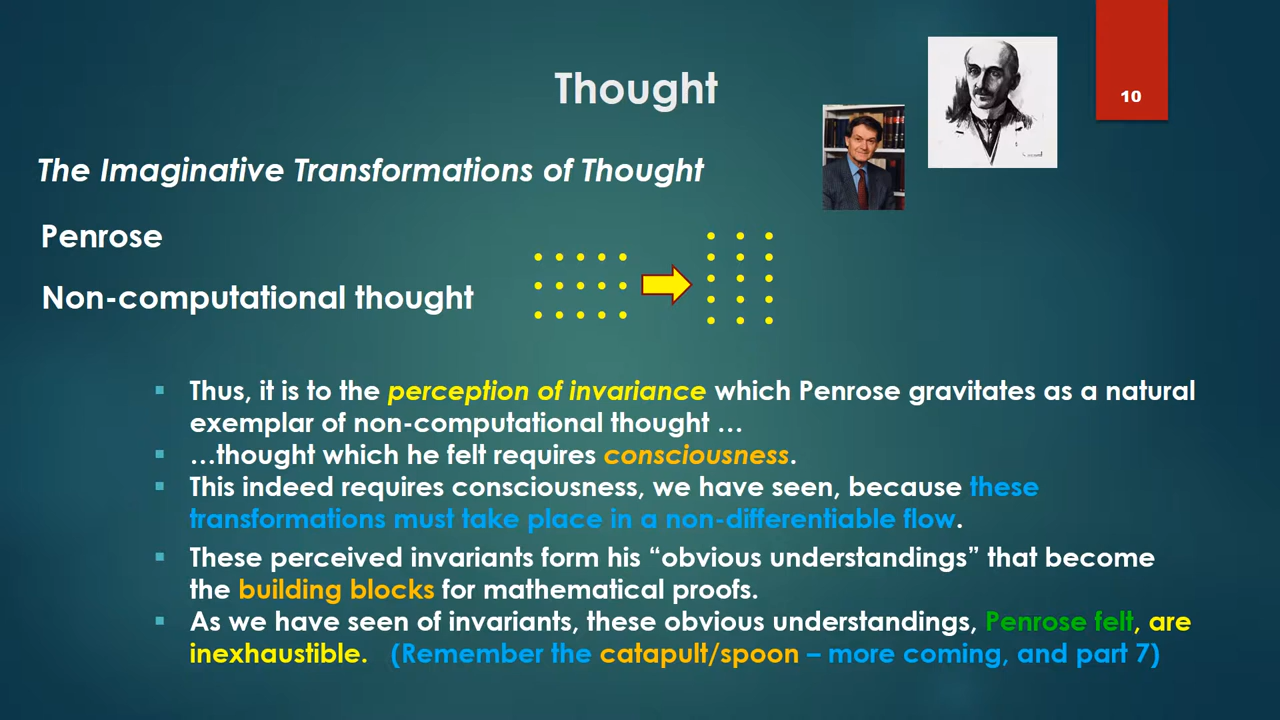 Thought
10
The Imaginative Transformations of Thought
Penrose
Non-computational thought
Thus, it is to the perception of invariance which Penrose gravitates as a natural
exemplar of non-computational thought …
…thought which he felt requires consciousness.
This indeed requires consciousness, we have seen, because these
transformations must take place in a non-differentiable flow.
These perceived invariants form his “obvious understandings” that become
the building blocks for mathematical proofs.
As we have seen of invariants, these obvious understandings, Penrose felt, are
inexhaustible. (Remember the catapult/spoon – more coming, and part 7)